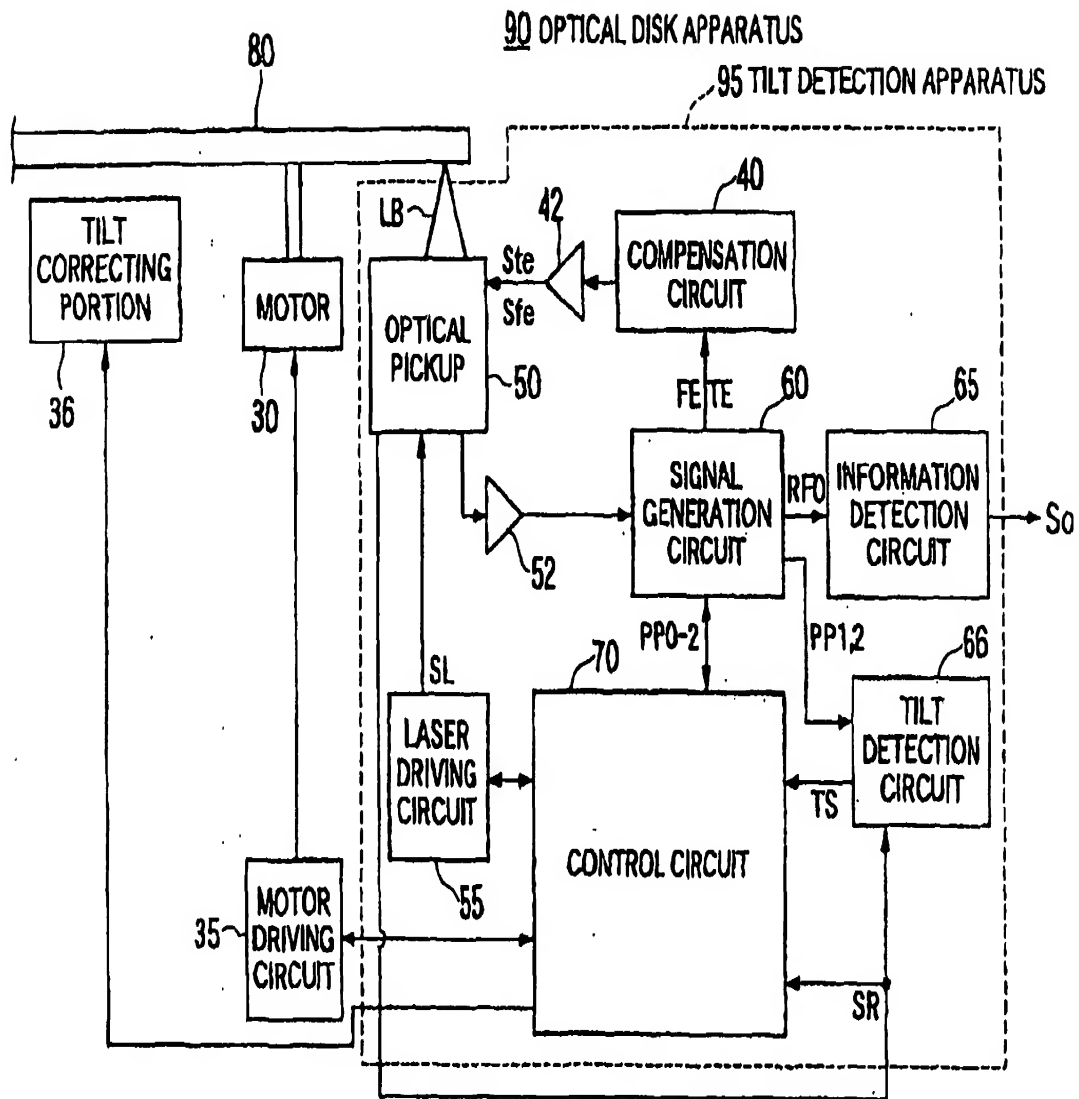 90 OPTICAL DISK APPARATUS
80
95 TILT DETECTION APPARATUS
LB
42
40
TILT
CORRECTING
PORTION
36
MOTOR
30
OPTICAL
PICKUP
50
Ste
Sfe
COMPENSATION
CIRCUIT
FE
TE
60
65
SIGNAL
GENERATION
CIRCUIT
RF0
INFORMATION
DETECTION
CIRCUIT
So
52
PP0-2
PP1,2
SL
70
66
LASER
DRIVING
CIRCUIT
55
TILT
DETECTION
CIRCUIT
TS
CONTROL CIRCUIT
35
MOTOR
DRIVING
CIRCUIT
SR